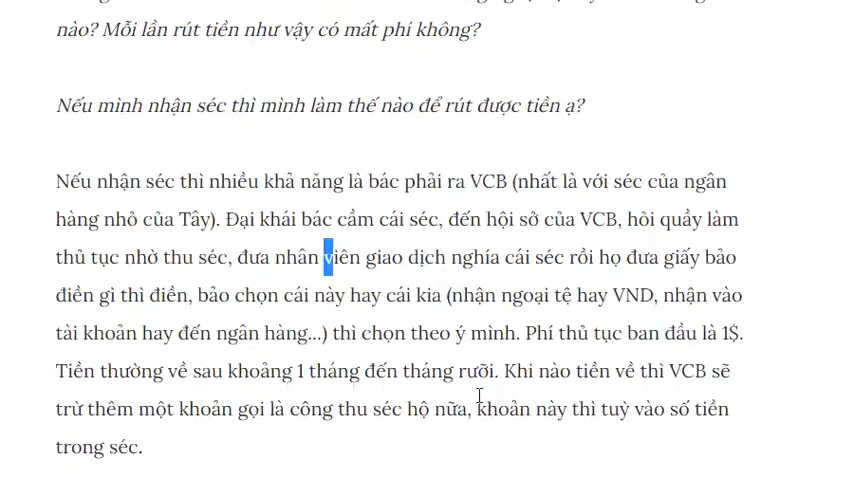 nào? Mỗi lần rút tiền như vậy có mất phí không?
Nếu mình nhận séc thì mình làm thế nào để rút được tiền ạ?
Nếu nhận séc thì nhiều khả năng là bác phải ra VCB (nhất là với séc của ngân
hàng nhỏ của Tây). Đại khái bác cầm cái séc, đến hội sở của VCB, hỏi quầy làm
thủ tục nhờ thu séc, đưa nhân viên giao dịch nghía cái séc rồi họ đưa giấy bảo
điền gì thì điền, bảo chọn cái này hay cái kia (nhận ngoại tệ hay VND, nhận vào
tài khoản hay đến ngân hàng...) thì chọn theo ý mình. Phí thủ tục ban đầu là 1$.
Tiền thường về sau khoảng 1 tháng đến tháng rưỡi. Khi nào tiền về thì VCB sẽ
trừ thêm một khoản gọi là công thu séc hộ nữa, khoản này thì tuỳ vào số tiền
trong séc.